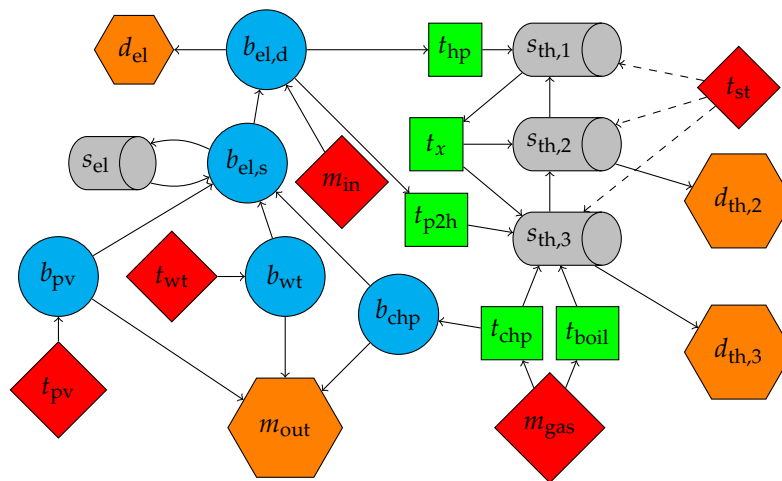 d_el
b_el,d
t_hp
s_th,1
t_st
s_el
b_el,s
m_in
t_x
s_th,2
t_p2h
d_th,2
s_th,3
b_pv
t_wt
b_wt
b_chp
t_chp
t_boil
d_th,3
t_pv
m_out
m_gas